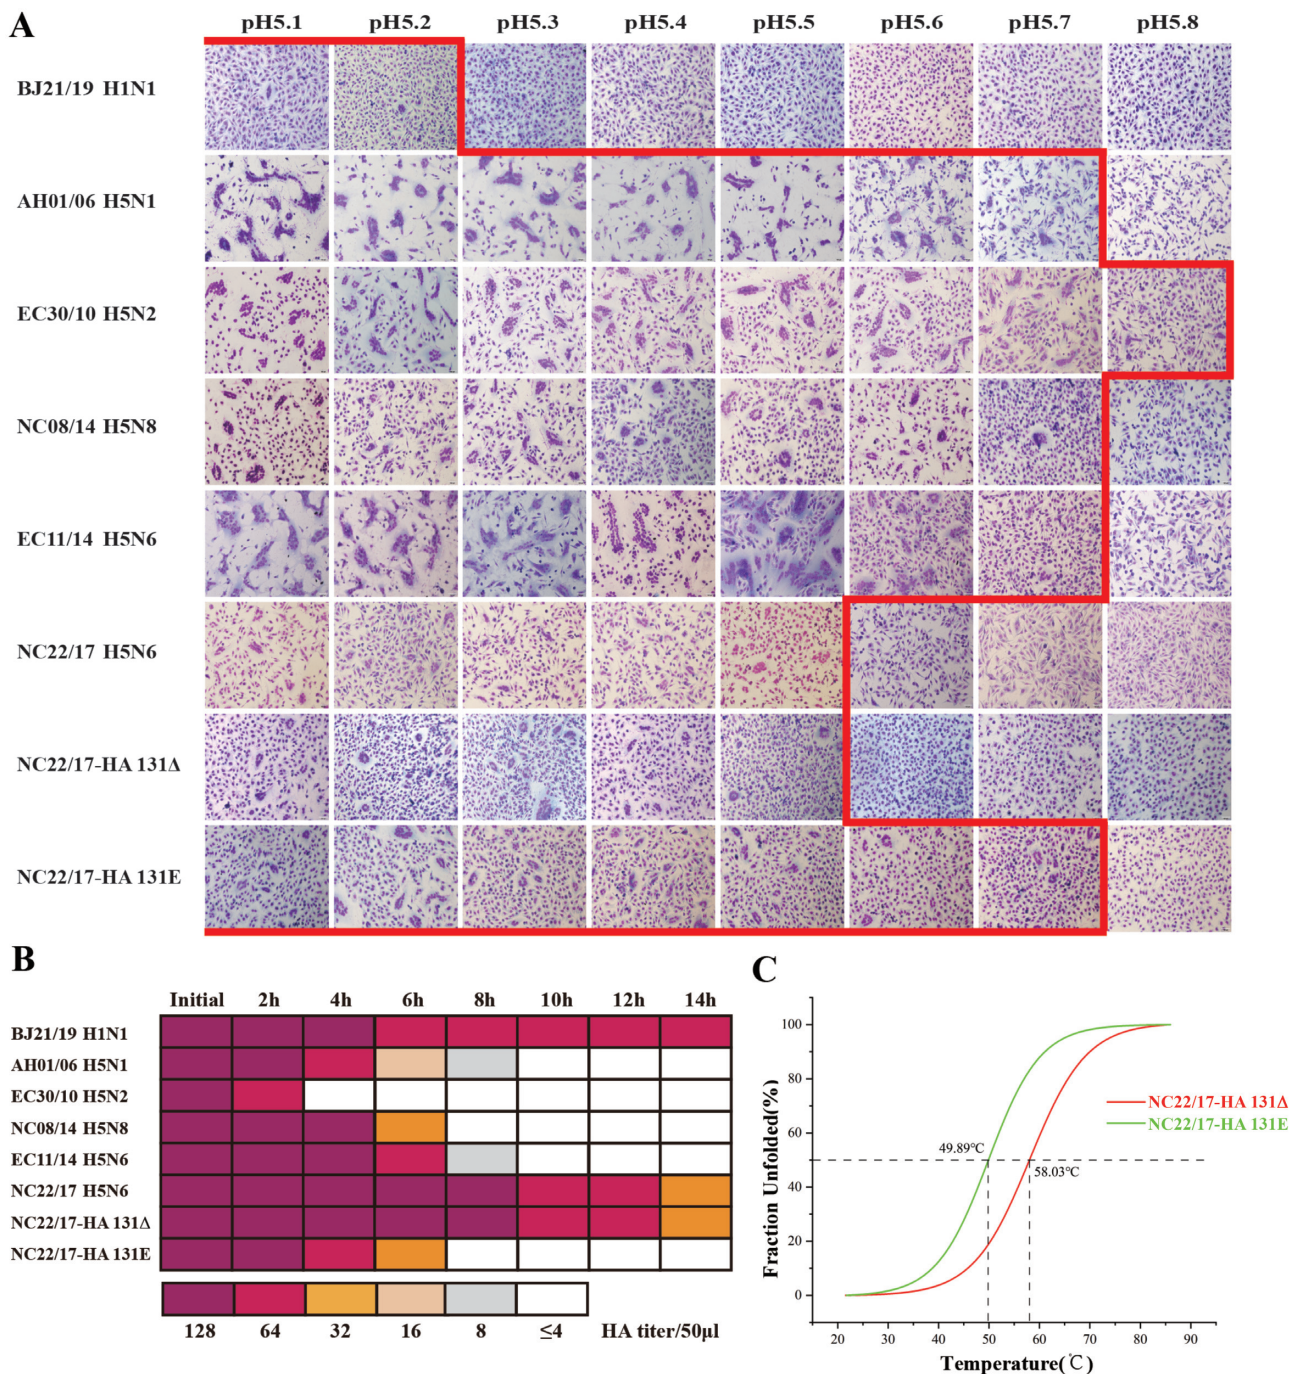 A
pH5.1 pH5.2 pH5.3 pH5.4 pH5.5 pH5.6 pH5.7 pH5.8
BJ21/19 H1N1
AH01/06 H5N1
EC30/10 H5N2
NC08/14 H5N8
EC11/14 H5N6
NC22/17 H5N6
NC22/17-HA 131Δ
NC22/17-HA 131E
B
Initial 2h 4h 6h 8h 10h 12h 14h
BJ21/19 H1N1
AH01/06 H5N1
EC30/10 H5N2
NC08/14 H5N8
EC11/14 H5N6
NC22/17 H5N6
NC22/17-HA 131Δ
NC22/17-HA 131E
128 64 32 16 8 ≤4 HA titer/50μl
C
Fraction Unfolded(%)
100
80
60
40
20
0
49.89℃
58.03℃
NC22/17-HA 131Δ
NC22/17-HA 131E
20 30 40 50 60 70 80 90
Temperature(℃)